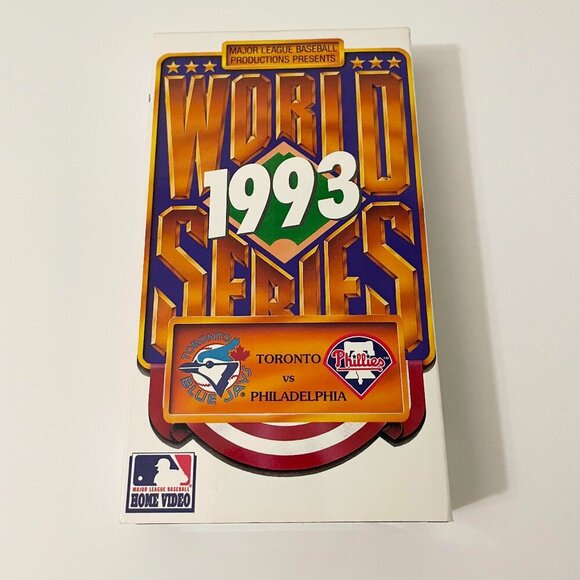 MAJOR LEAGUE BASEBALL
PRODUCTIONS PRESENTS
WORLD
1993
SERIES
TORONTO
BLUE JAYS
TORONTO
vs
PHILADELPHIA
Phillies
MAJOR LEAGUE BASEBALL
HOME VIDEO